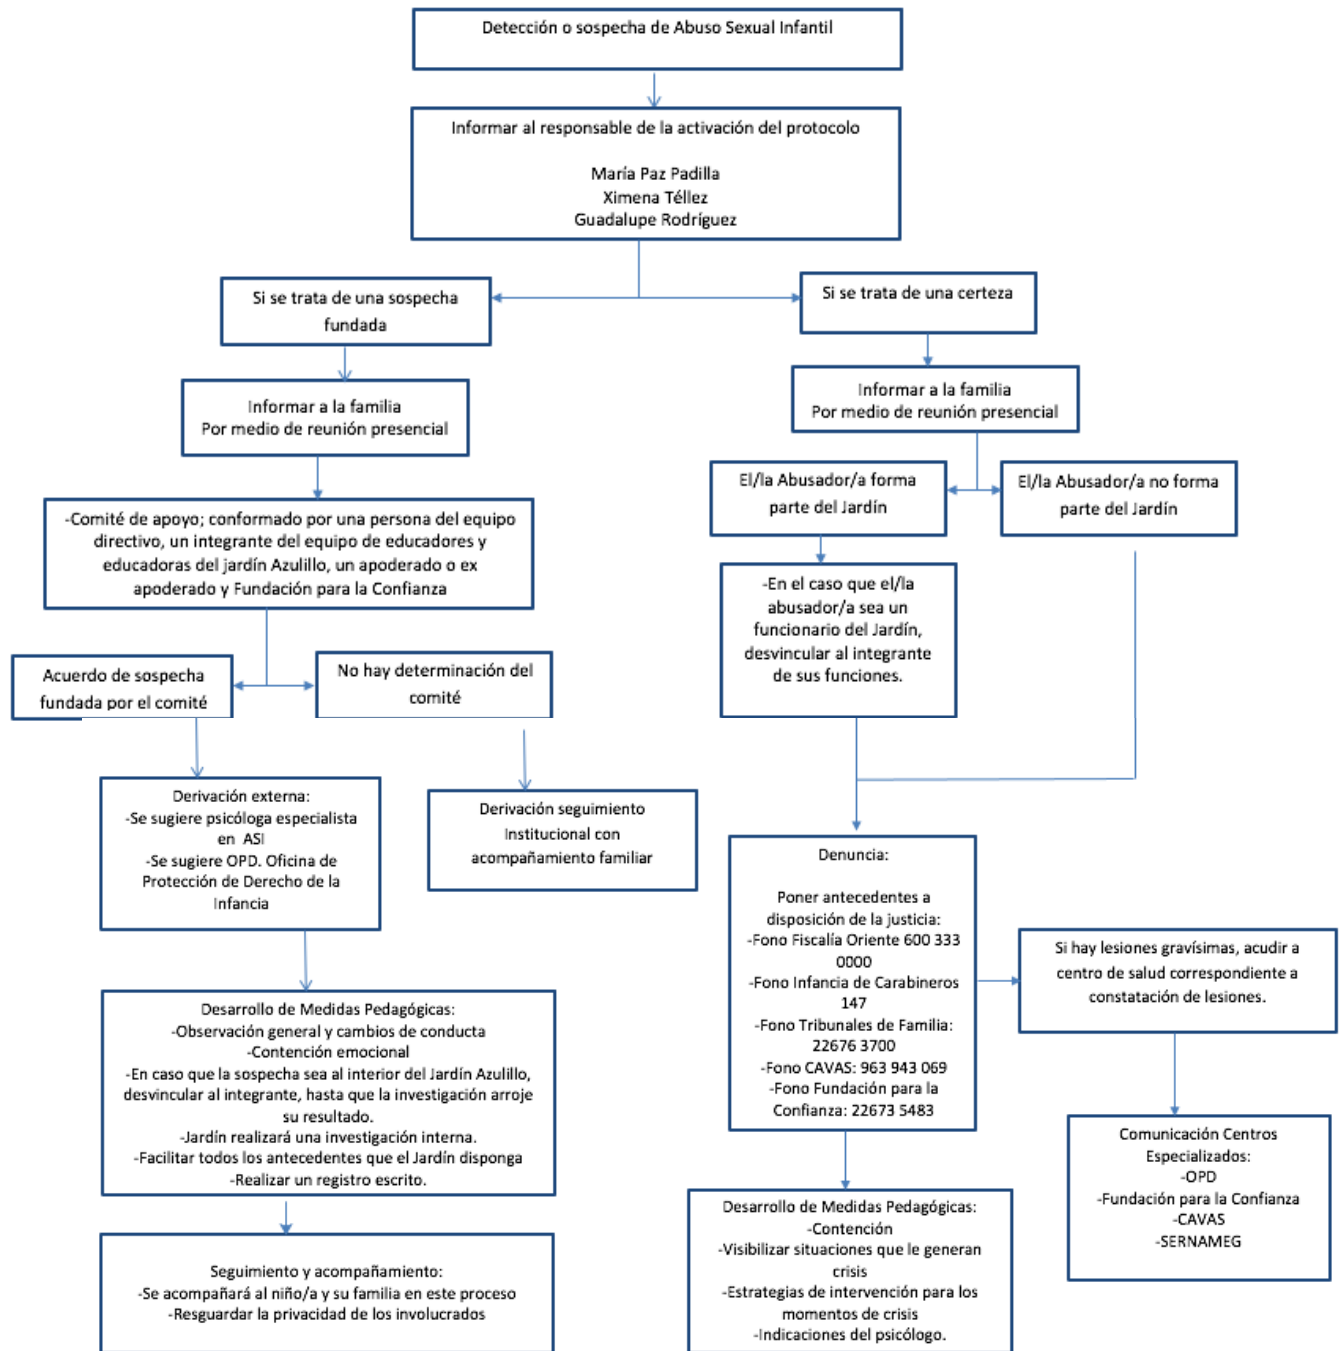 Detección o sospecha de Abuso Sexual Infantil
Informar al responsable de la activación del protocolo
María Paz Padilla
Ximena Téllez
Guadalupe Rodríguez
Si se trata de una sospecha
fundada
Si se trata de una certeza
Informar a la familia
Por medio de reunión presencial
Informar a la familia
Por medio de reunión presencial
El/la Abusador/a forma
parte del Jardín
El/la Abusador/a no forma
parte del Jardín
-Comité de apoyo; conformado por una persona del equipo
directivo, un integrante del equipo de educadores y
educadoras del jardín Azulillo, un apoderado o ex
apoderado y Fundación para la Confianza
-En el caso que el/la
abusador/a sea un
funcionario del Jardín,
desvincular al integrante
de sus funciones.
Acuerdo de sospecha
fundada por el comité
No hay determinación del
comité
Derivación externa:
-Se sugiere psicóloga especialista
en ASI
-Se sugiere OPD. Oficina de
Protección de Derecho de la
Infancia
Derivación seguimiento
Institucional con
acompañamiento familiar
Denuncia:
Poner antecedentes a
disposición de la justicia:
-Fono Fiscalía Oriente 600 333
0000
-Fono Infancia de Carabineros
147
-Fono Tribunales de Familia:
22676 3700
-Fono CAVAS: 963 943 069
-Fono Fundación para la
Confianza: 22673 5483
Si hay lesiones gravísimas, acudir a
centro de salud correspondiente a
constatación de lesiones.
Desarrollo de Medidas Pedagógicas:
-Observación general y cambios de conducta
-Contención emocional
-En caso que la sospecha sea al interior del Jardín Azulillo,
desvincular al integrante, hasta que la investigación arroje
su resultado.
-Jardín realizará una investigación interna.
-Facilitar todos los antecedentes que el Jardín disponga
-Realizar un registro escrito.
Comunicación Centros
Especializados:
-OPD
-Fundación para la Confianza
-CAVAS
-SERNAMEG
Seguimiento y acompañamiento:
-Se acompañará al niño/a y su familia en este proceso
-Resguardar la privacidad de los involucrados
Desarrollo de Medidas Pedagógicas:
-Contención
-Visibilizar situaciones que le generan
crisis
-Estrategias de intervención para los
momentos de crisis
-Indicaciones del psicólogo.